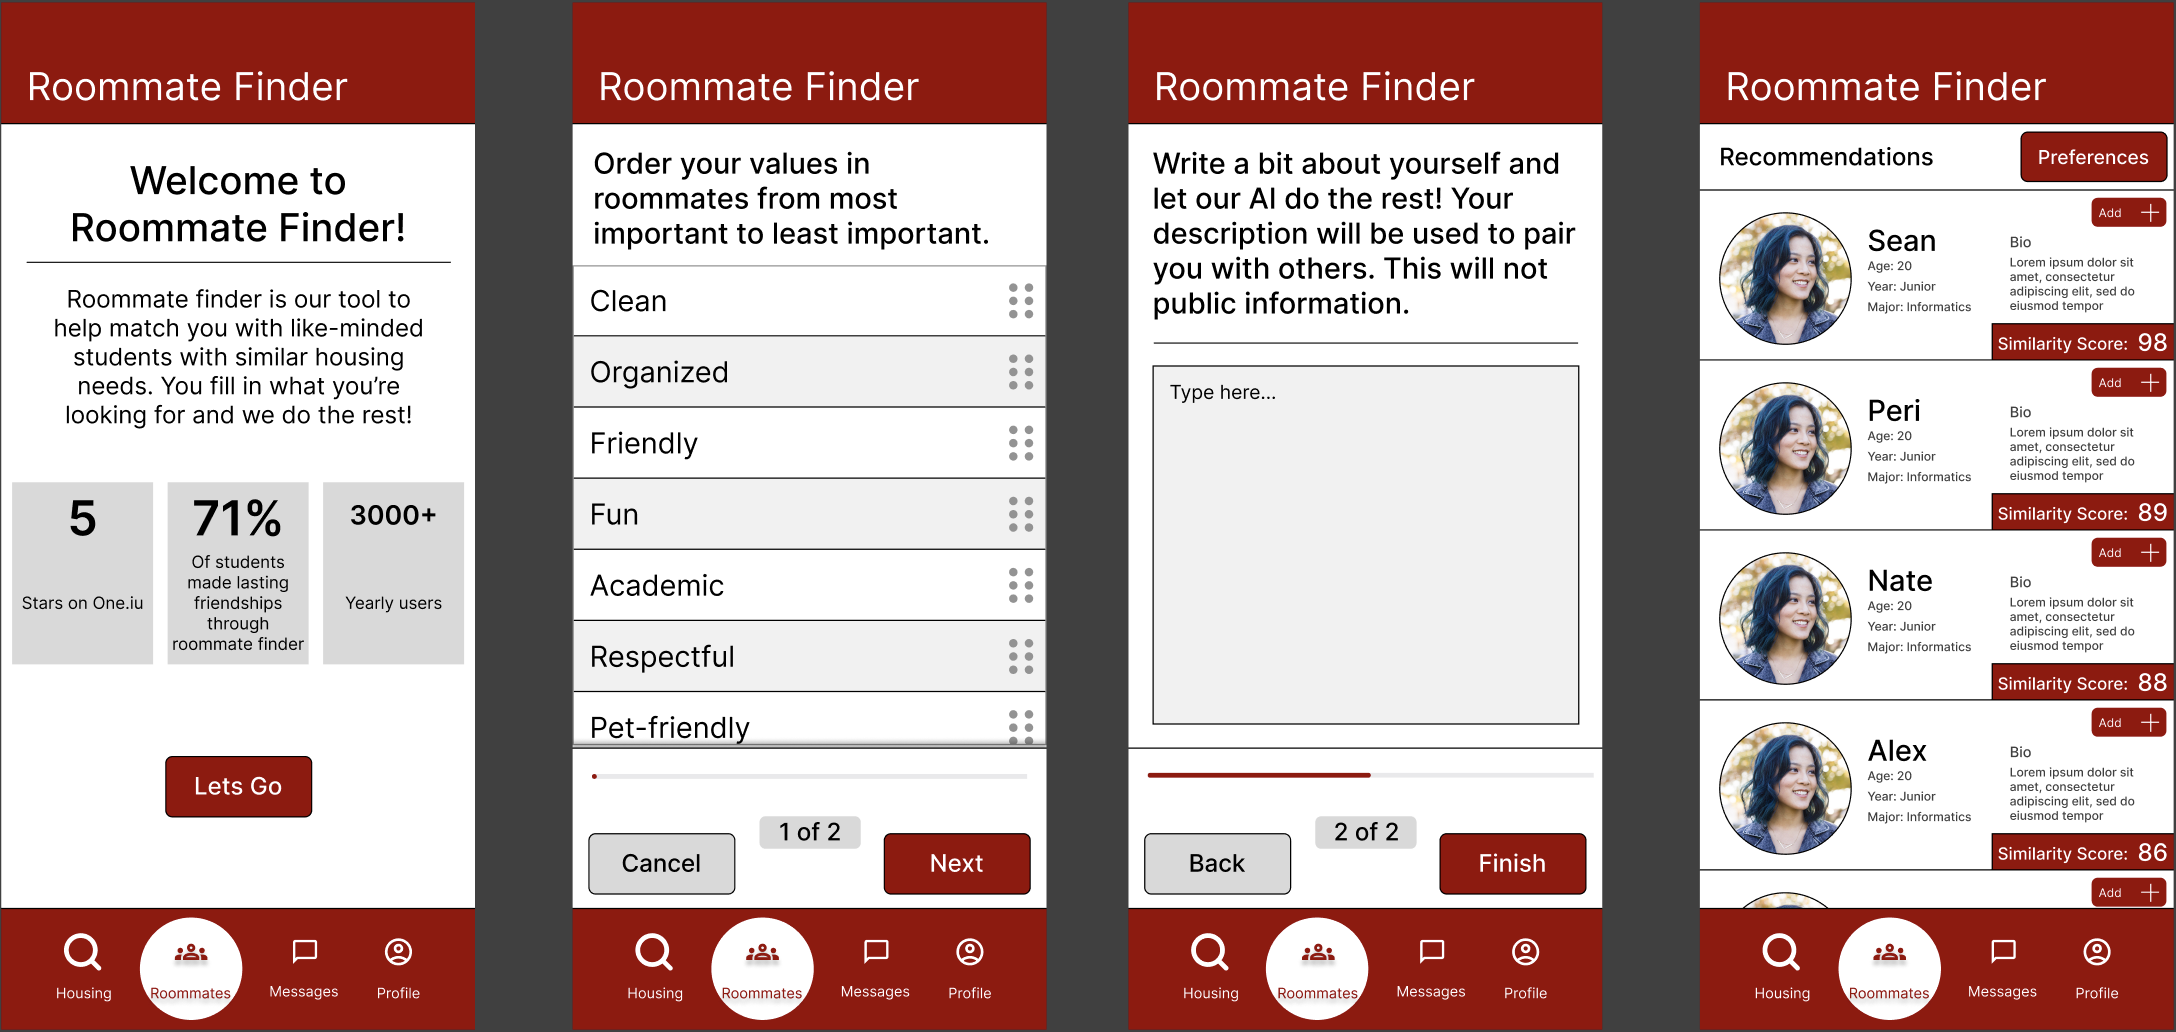 Roommate Finder
Welcome to
Roommate Finder!
Roommate finder is our tool to
help match you with like-minded
students with similar housing
needs. You fill in what you’re
looking for and we do the rest!
5
Stars on One.iu
71%
Of students
made lasting
friendships
through
roommate finder
3000+
Yearly users
Lets Go
Housing
Roommates
Messages
Profile
Roommate Finder
Order your values in
roommates from most
important to least important.
Clean
Organized
Friendly
Fun
Academic
Respectful
Pet-friendly
1 of 2
Cancel
Next
Housing
Roommates
Messages
Profile
Roommate Finder
Write a bit about yourself and
let our AI do the rest! Your
description will be used to pair
you with others. This will not
public information.
Type here...
2 of 2
Back
Finish
Housing
Roommates
Messages
Profile
Roommate Finder
Recommendations
Preferences
Add
Sean
Age: 20
Year: Junior
Major: Informatics
Bio
Lorem ipsum dolor sit
amet, consectetur
adipiscing elit, sed do
eiusmod tempor
Similarity Score: 98
Add
Peri
Age: 20
Year: Junior
Major: Informatics
Bio
Lorem ipsum dolor sit
amet, consectetur
adipiscing elit, sed do
eiusmod tempor
Similarity Score: 89
Add
Nate
Age: 20
Year: Junior
Major: Informatics
Bio
Lorem ipsum dolor sit
amet, consectetur
adipiscing elit, sed do
eiusmod tempor
Similarity Score: 88
Add
Alex
Age: 20
Year: Junior
Major: Informatics
Bio
Lorem ipsum dolor sit
amet, consectetur
adipiscing elit, sed do
eiusmod tempor
Similarity Score: 86
Add
Housing
Roommates
Messages
Profile